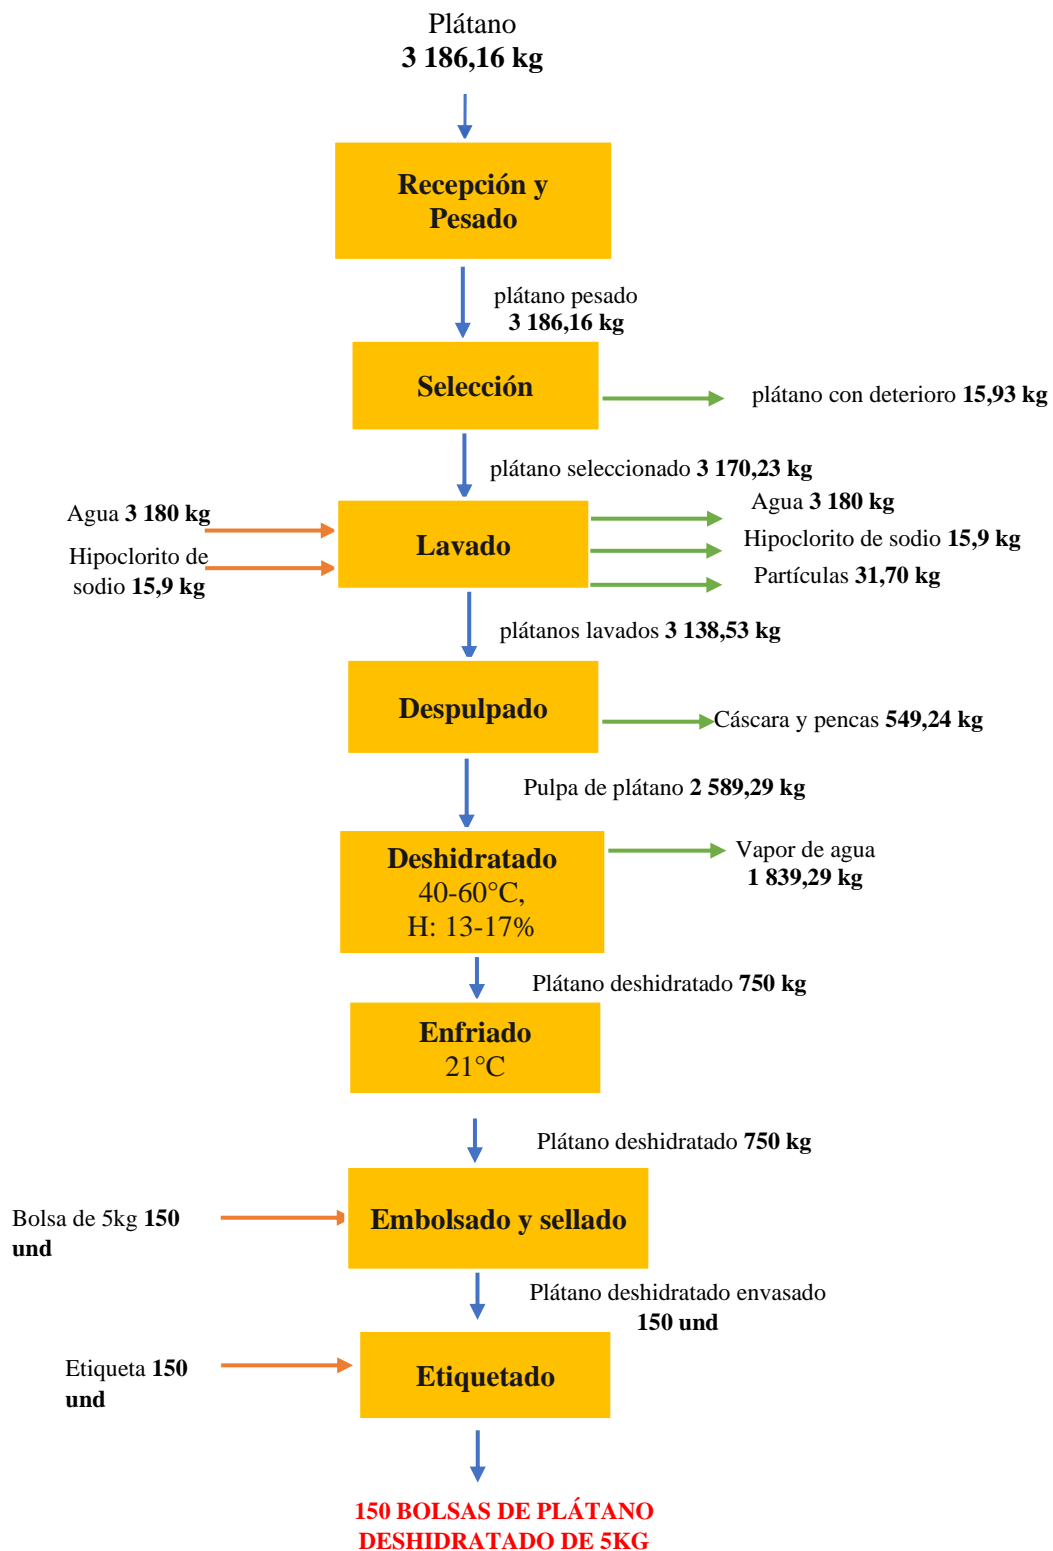 Plátano
3 186,16 kg
Recepción y
Pesado
plátano pesado
3 186,16 kg
Selección
plátano con deterioro 15,93 kg
plátano seleccionado 3 170,23 kg
Agua 3 180 kg
Hipoclorito de
sodio 15,9 kg
Lavado
Agua 3 180 kg
Hipoclorito de sodio 15,9 kg
Partículas 31,70 kg
plátanos lavados 3 138,53 kg
Despulpado
Cáscara y pencas 549,24 kg
Pulpa de plátano 2 589,29 kg
Deshidratado
40-60°C,
H: 13-17%
Vapor de agua
1 839,29 kg
Plátano deshidratado 750 kg
Enfriado
21°C
Plátano deshidratado 750 kg
Bolsa de 5kg 150
und
Embolsado y sellado
Plátano deshidratado envasado
150 und
Etiqueta 150
und
Etiquetado
150 BOLSAS DE PLÁTANO
DESHIDRATADO DE 5KG